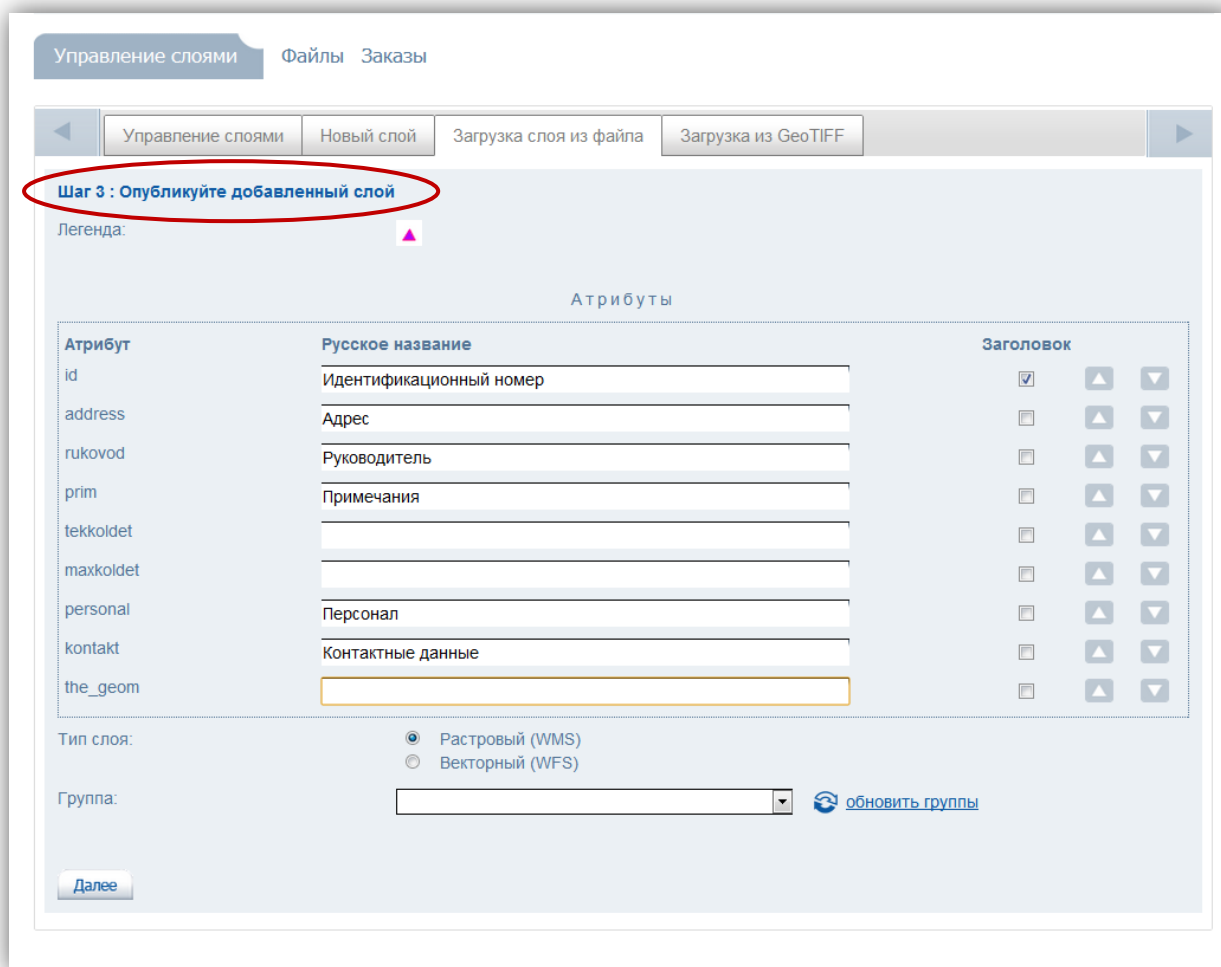 Управление слоями Файлы Заказы
Управление слоями Новый слой Загрузка слоя из файла Загрузка из GeoTIFF
Шаг 3 : Опубликуйте добавленный слой
Легенда:
Атрибуты
Атрибут Русское название Заголовок
id Идентификационный номер
address Адрес
rukovod Руководитель
prim Примечания
tekkoldet
maxkoldet
personal Персонал
kontakt Контактные данные
the_geom
Тип слоя: Растровый (WMS)
Векторный (WFS)
Группа: обновить группы
Далее